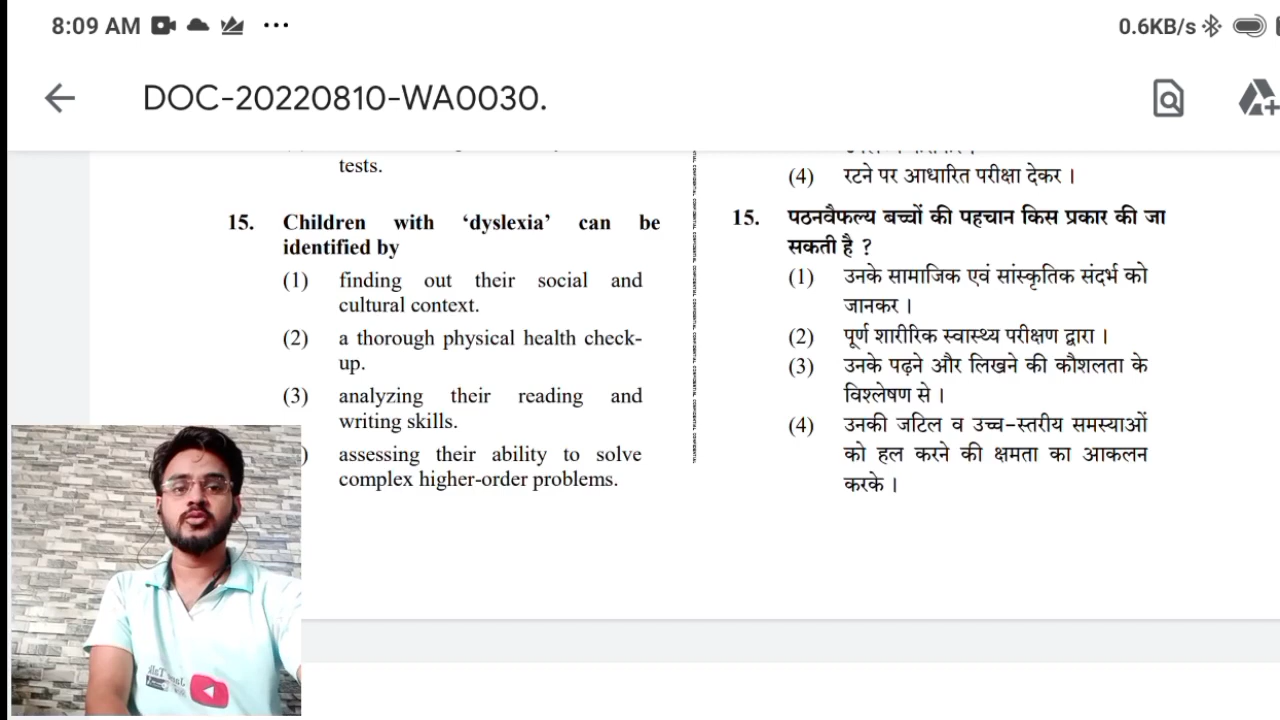 8:09 AM
0.6KB/s
DOC-20220810-WA0030.
tests.
15. Children with ‘dyslexia’ can be
identified by
(1) finding out their social and
cultural context.
(2) a thorough physical health check-
up.
(3) analyzing their reading and
writing skills.
) assessing their ability to solve
complex higher-order problems.
(4) रटने पर आधारित परीक्षा देकर ।
15. पठनवैफल्य बच्चों की पहचान किस प्रकार की जा
सकती है ?
(1) उनके सामाजिक एवं सांस्कृतिक संदर्भ को
जानकर ।
(2) पूर्ण शारीरिक स्वास्थ्य परीक्षण द्वारा ।
(3) उनके पढ़ने और लिखने की कौशलता के
विश्लेषण से ।
(4) उनकी जटिल व उच्च-स्तरीय समस्याओं
को हल करने की क्षमता का आकलन
करके ।